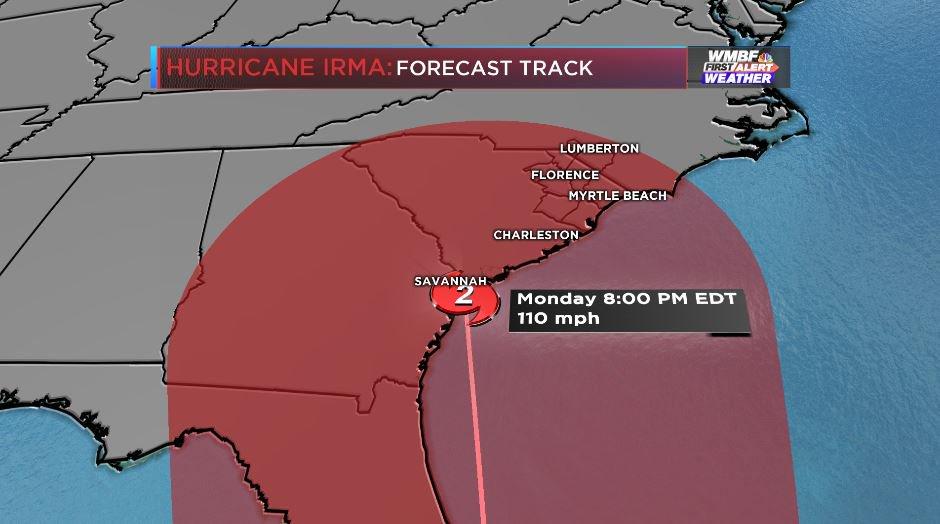 HURRICANE IRMA: FORECAST TRACK
WMBF
FIRST ALERT
WEATHER
LUMBERTON
FLORENCE
MYRTLE BEACH
CHARLESTON
SAVANNAH
2
Monday 8:00 PM EDT
110 mph